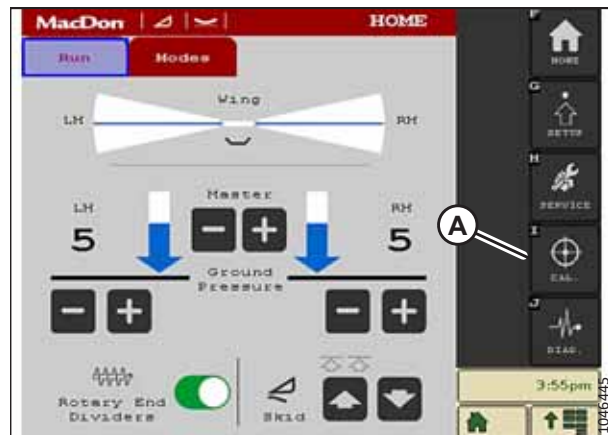 MacDon HOME
Run Modes
F
HOME
Wing
LH RH
G
SETUP
H
SERVICE
Master
LH RH
5 5
A
I
CAL.
Ground
Pressure
J
DIAG.
Rotary End
Dividers
Skid
3:55pm
1046445